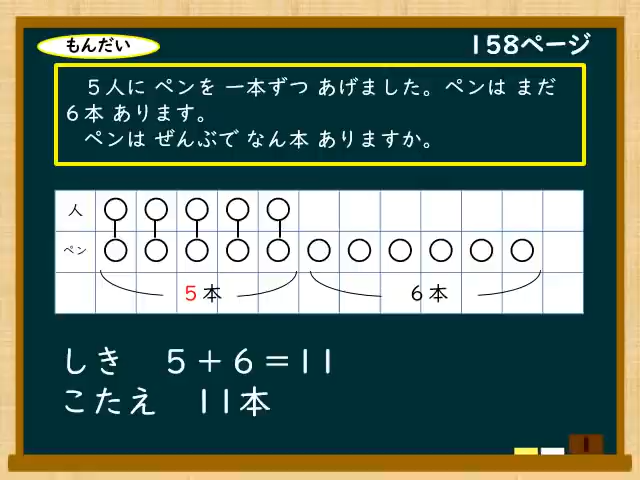 もんだい
158ページ
５人に ペンを 一本ずつ あげました。ペンは まだ
６本 あります。
ペンは ぜんぶで なん本 ありますか。
人
ペン
５本 ６本
しき ５＋６＝11
こたえ 11本